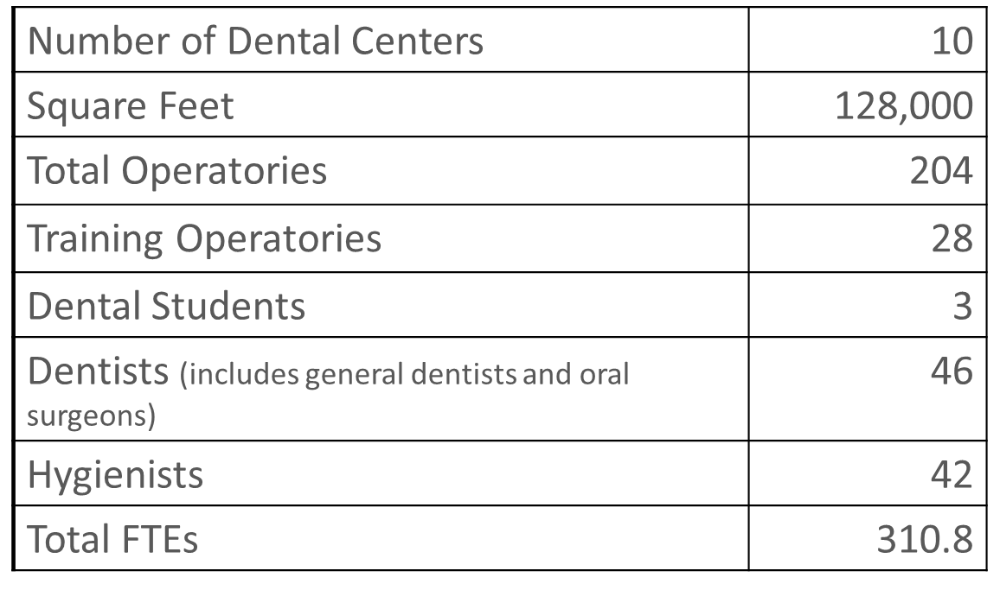 Number of Dental Centers 10
Square Feet 128,000
Total Operatories 204
Training Operatories 28
Dental Students 3
Dentists (includes general dentists and oral 46
surgeons)
Hygienists 42
Total FTEs 310.8